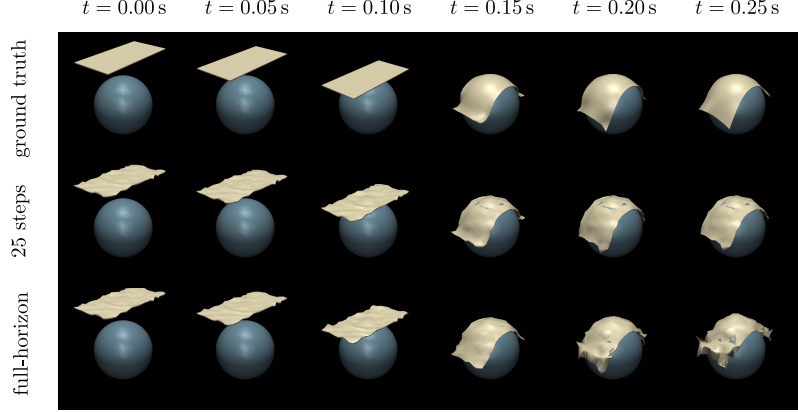 t = 0.00 s t = 0.05 s t = 0.10 s t = 0.15 s t = 0.20 s t = 0.25 s
ground truth
25 steps
full-horizon